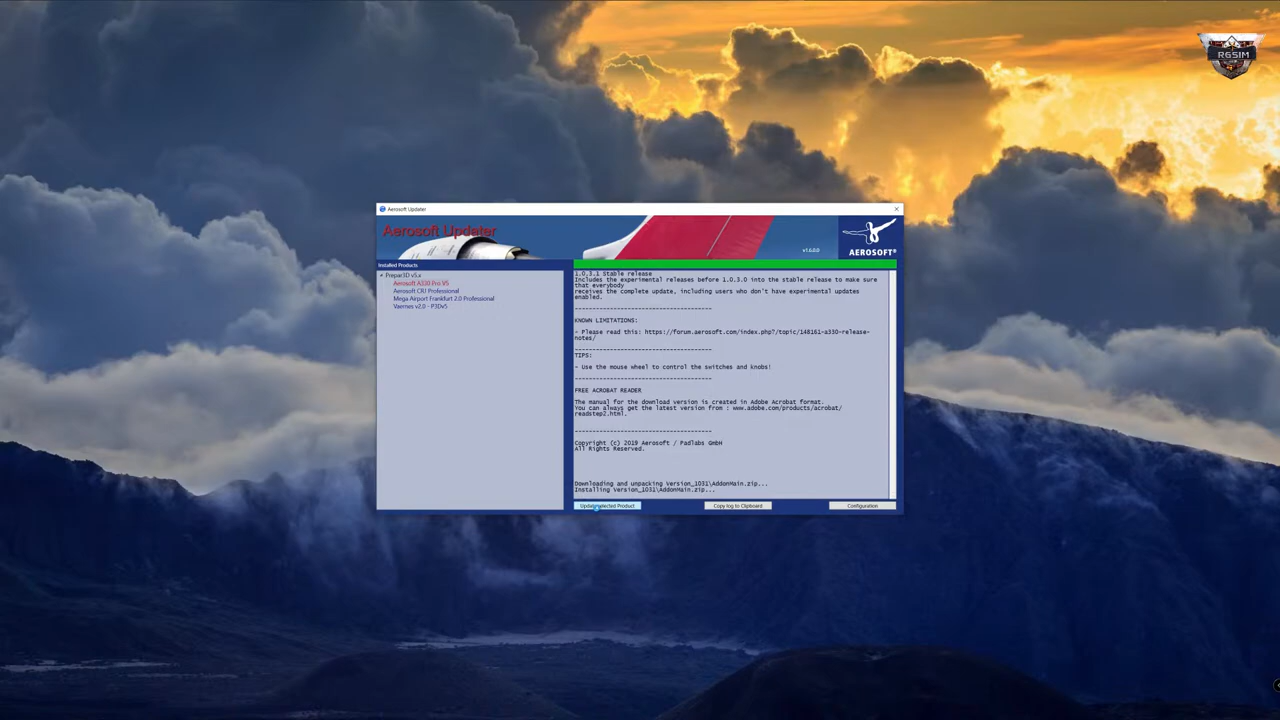 R6SIM
Aerosoft Updater
Aerosoft Updater
v1.0.0.0
AEROSOFT®
Installed Products
Prepar3D v5.x
Aerosoft A330 Pro V5
Aerosoft CRJ Professional
Mega Airport Frankfurt 2.0 Professional
Vaernes v2.0 - P3Dv5
1.0.3.1 Stable release
Includes the experimental releases before 1.0.3.0 into the stable release to make sure
that everybody
receives the complete update, including users who don't have experimental updates
enabled.
---------------------------------------
KNOWN LIMITATIONS:
- Please read this: https://forum.aerosoft.com/index.php?/topic/148161-a330-release-
notes/
---------------------------------------
TIPS:
- Use the mouse wheel to control the switches and knobs!
---------------------------------------
FREE ACROBAT READER
The manual for the download version is created in Adobe Acrobat format.
You can always get the latest version from : www.adobe.com/products/acrobat/
readstep2.html.
---------------------------------------
Copyright (c) 2019 Aerosoft / Padlabs GmbH
All Rights Reserved.
Downloading and unpacking Version_1031\AddonMain.zip...
Installing Version_1031\AddonMain.zip...
Update Selected Product
Copy log to Clipboard
Configuration